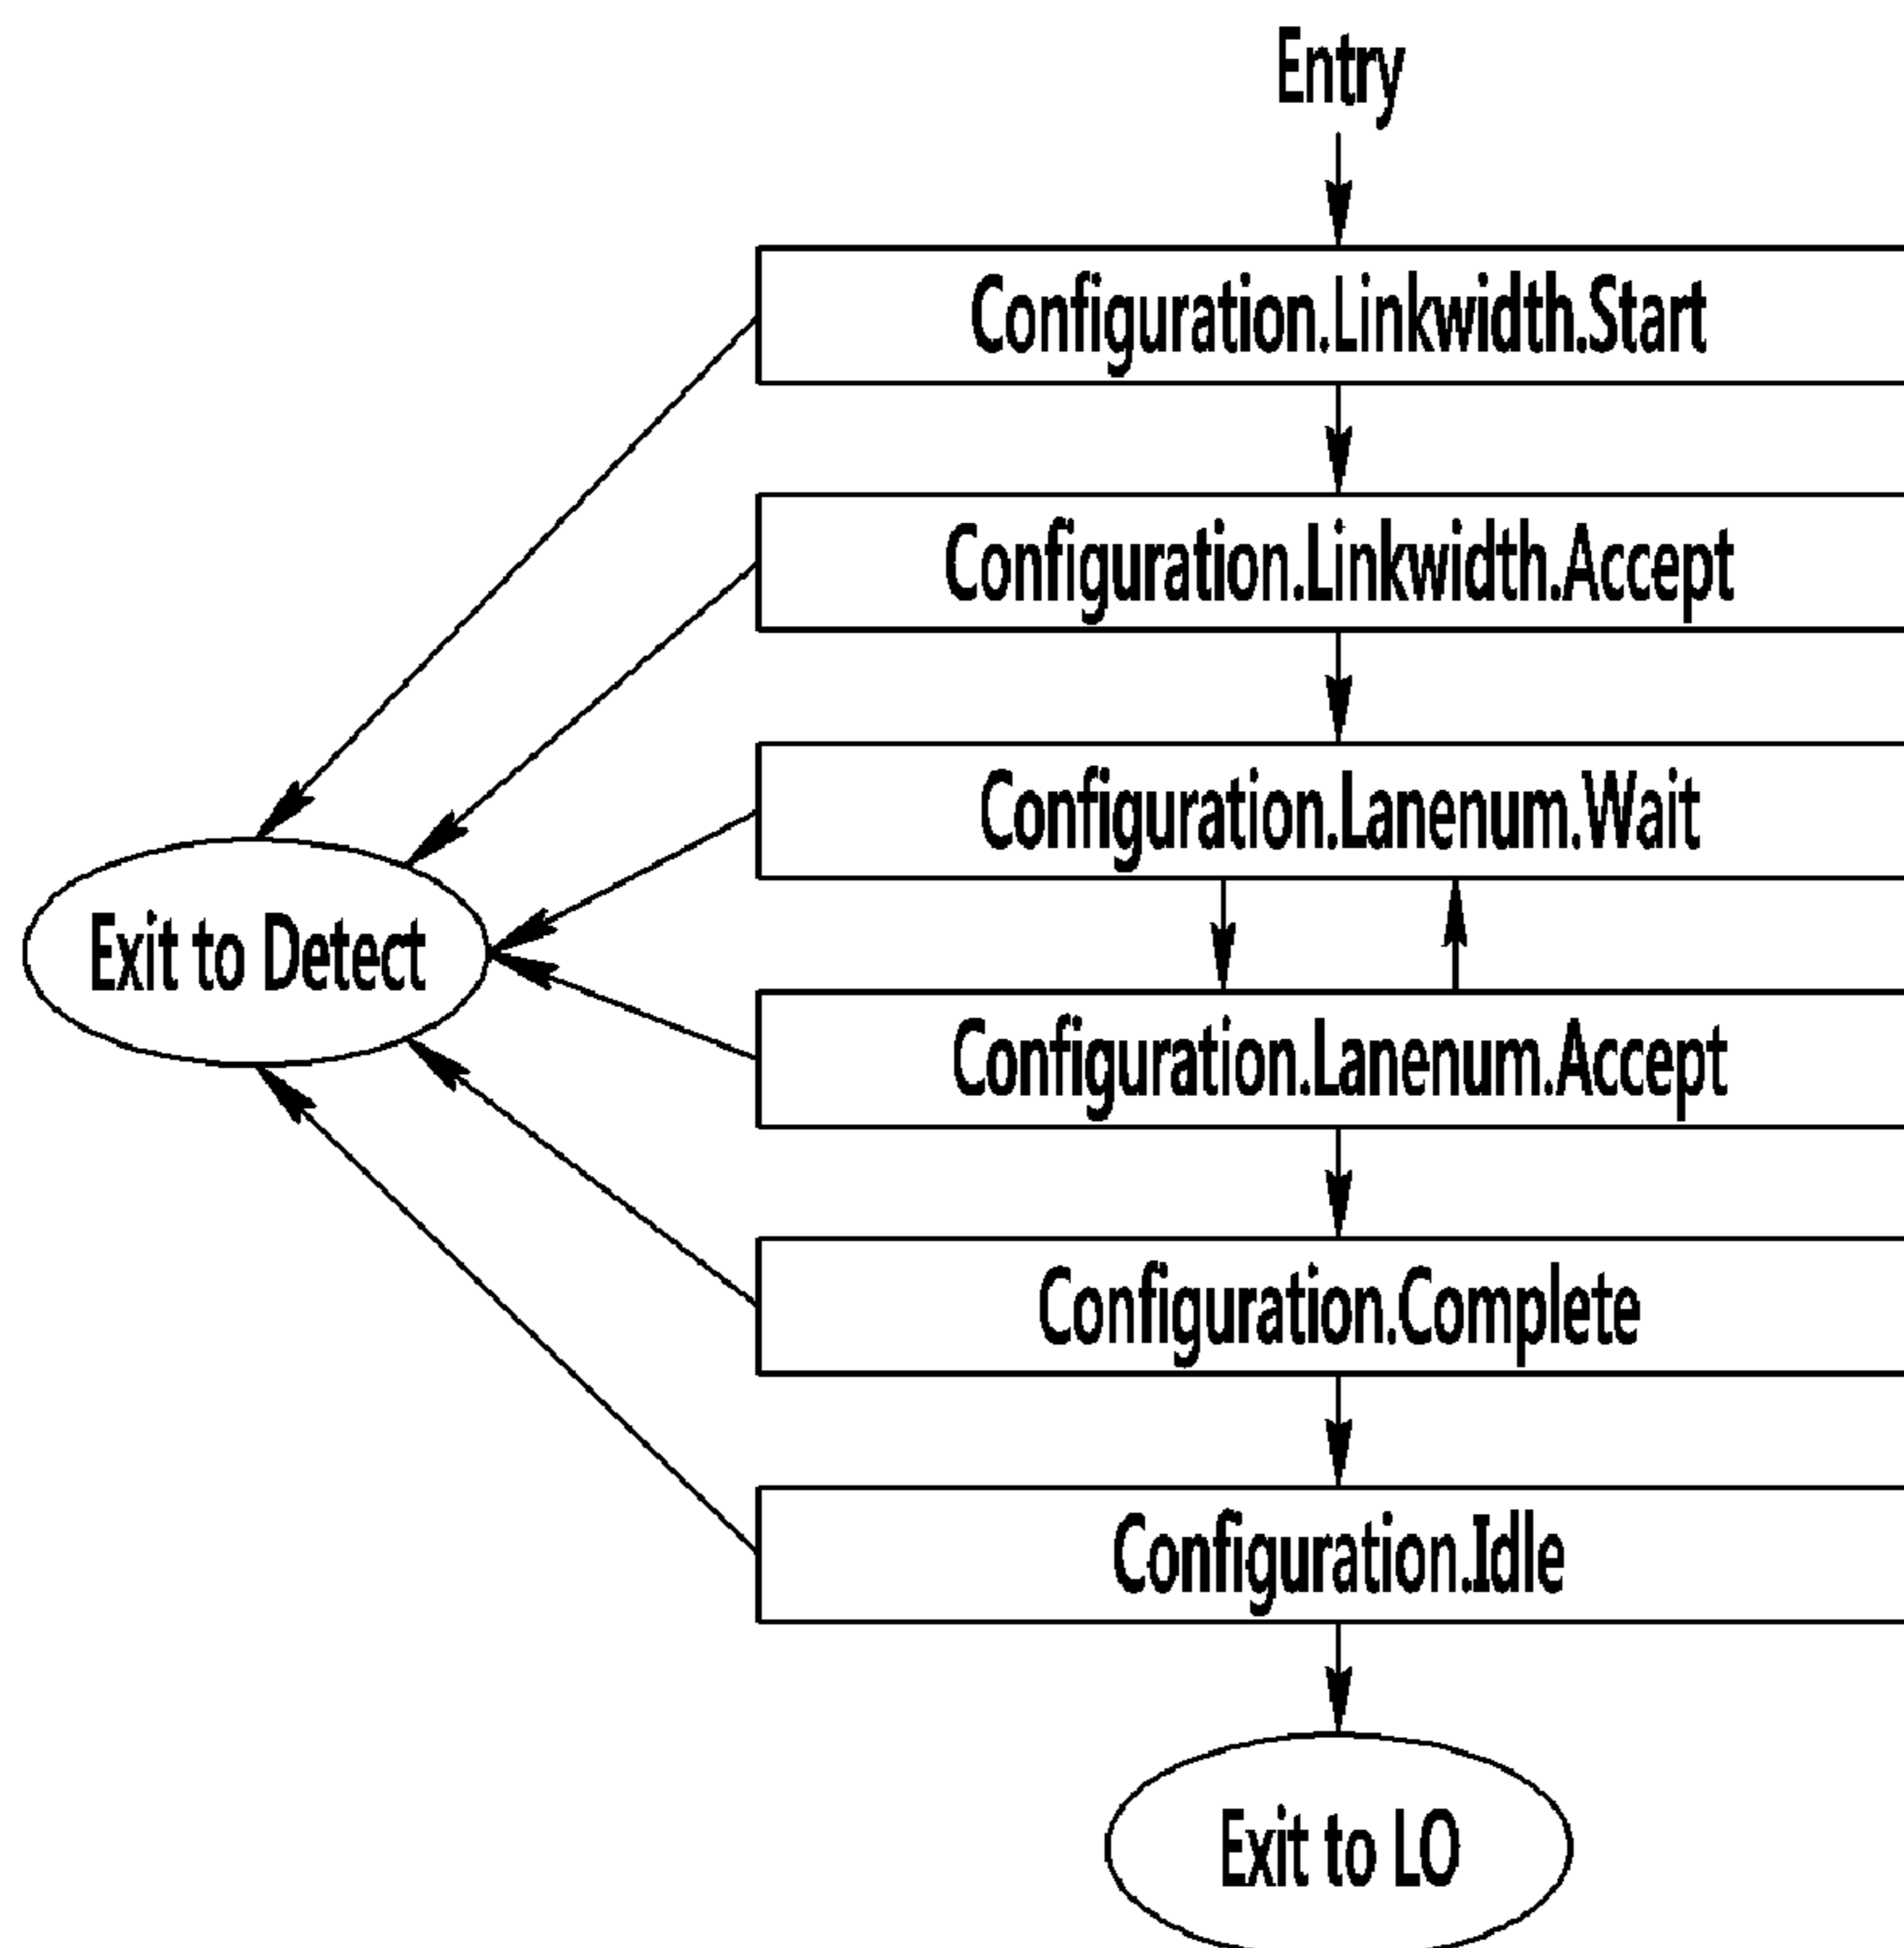 Entry
Configuration.Linkwidth.Start
Configuration.Linkwidth.Accept
Configuration.Lanenum.Wait
Exit to Detect
Configuration.Lanenum.Accept
Configuration.Complete
Configuration.Idle
Exit to LO